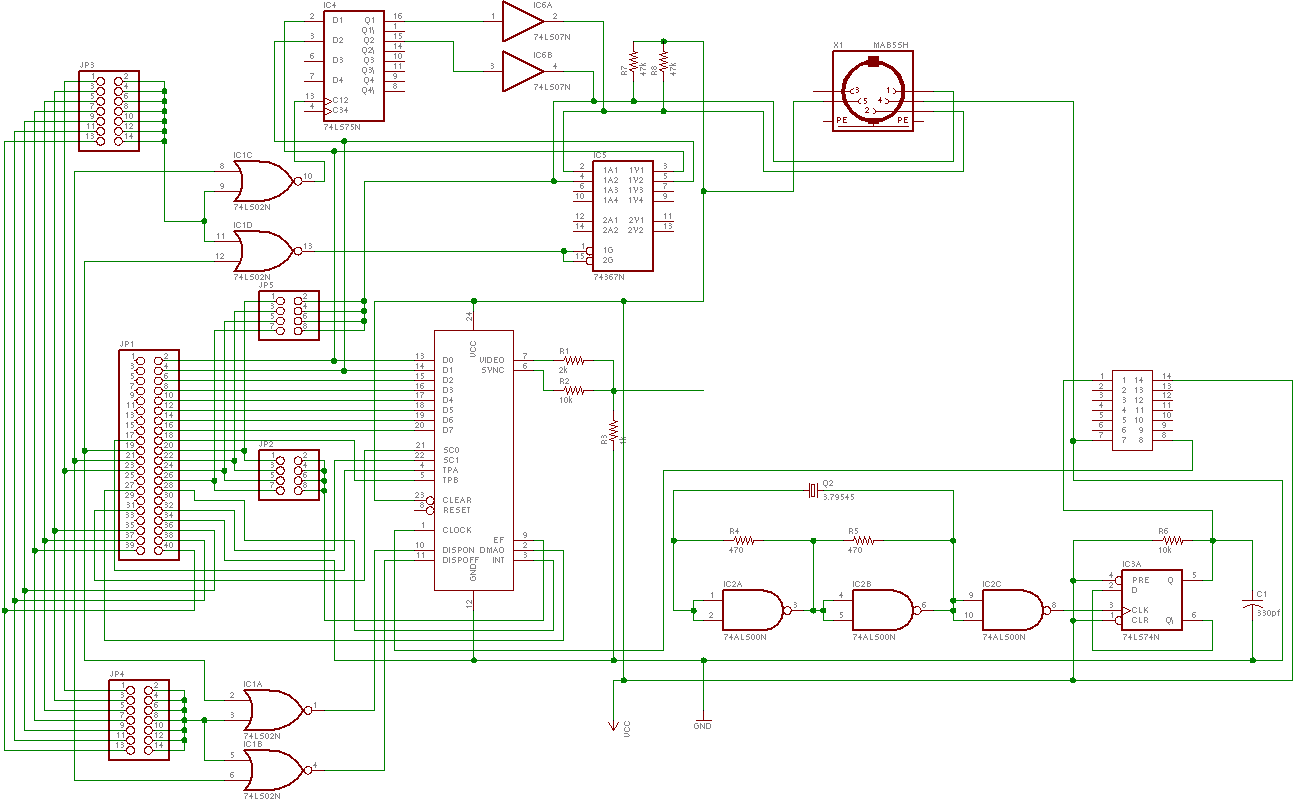 IC4
2 D1 Q1 16
Q1\ 1
3 D2 Q2 15
Q2\ 14
6 D3 Q3 10
Q3\ 11
7 D4 Q4 9
Q4\ 8
13 C12
4 C34
74LS75N
IC6A
1 2
74LS07N
IC6B
3 4
74LS07N
R7
47k
R8
47k
X1 MAB5SH
3 1
5 4
2
PE PE
JP3
1 2
3 4
5 6
7 8
9 10
11 12
13 14
IC1C
8
9
10
74LS02N
IC1D
11
12
13
74LS02N
IC5
2 1A1 1Y1 3
4 1A2 1Y2 5
6 1A3 1Y3 7
10 1A4 1Y4 9
12 2A1 2Y1 11
14 2A2 2Y2 13
1 1G
15 2G
74367N
JP5
1 2
3 4
5 6
7 8
JP1
1 2
3 4
5 6
7 8
9 10
11 12
13 14
15 16
17 18
19 20
21 22
23 24
25 26
27 28
29 30
31 32
33 34
35 36
37 38
39 40
JP2
1 2
3 4
5 6
7 8
24
VCC
13 D0 VIDEO 7
14 D1 SYNC 6
15 D2
16 D3
17 D4
18 D5
19 D6
20 D7
21 SC0
22 SC1
4 TPA
5 TPB
23 CLEAR
8 RESET
1 CLOCK
EF 9
10 DISPON DMAO 2
11 DISPOFF INT 3
GND
12
R1
2k
R2
10k
R3
1k
1 1 14 14
2 2 13 13
3 3 12 12
4 4 11 11
5 5 10 10
6 6 9 9
7 7 8 8
Q2
3.79545
R4
470
R5
470
R6
10k
IC2A
1
2
3
74ALS00N
IC2B
4
5
6
74ALS00N
IC2C
9
10
8
74ALS00N
IC3A
4 PRE Q 5
2 D
3 CLK
1 CLR Q\ 6
74LS74N
C1
330pf
JP4
1 2
3 4
5 6
7 8
9 10
11 12
13 14
IC1A
2
3
1
74LS02N
IC1B
5
6
4
74LS02N
VCC
GND